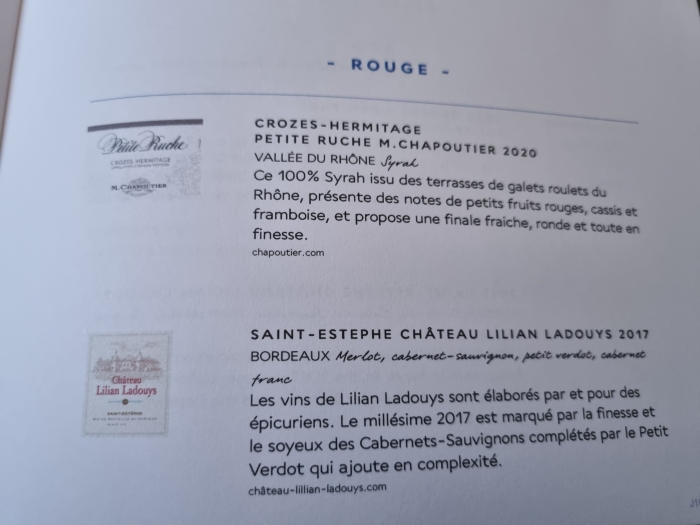 - ROUGE -
Petite Ruche
CROZES-HERMITAGE
M.CHAPOUTIER
CROZES-HERMITAGE
PETITE RUCHE M.CHAPOUTIER 2020
VALLÉE DU RHÔNE Syrah
Ce 100% Syrah issu des terrasses de galets roulets du
Rhône, présente des notes de petits fruits rouges, cassis et
framboise, et propose une finale fraiche, ronde et toute en
finesse.
chapoutier.com
Château
Lilian Ladouys
SAINT-ESTÈPHE
SAINT-ESTEPHE CHÂTEAU LILIAN LADOUYS 2017
BORDEAUX Merlot, cabernet-sauvignon, petit verdot, cabernet
franc
Les vins de Lilian Ladouys sont élaborés par et pour des
épicuriens. Le millésime 2017 est marqué par la finesse et
le soyeux des Cabernets-Sauvignons complétés par le Petit
Verdot qui ajoute en complexité.
château-lillian-ladouys.com